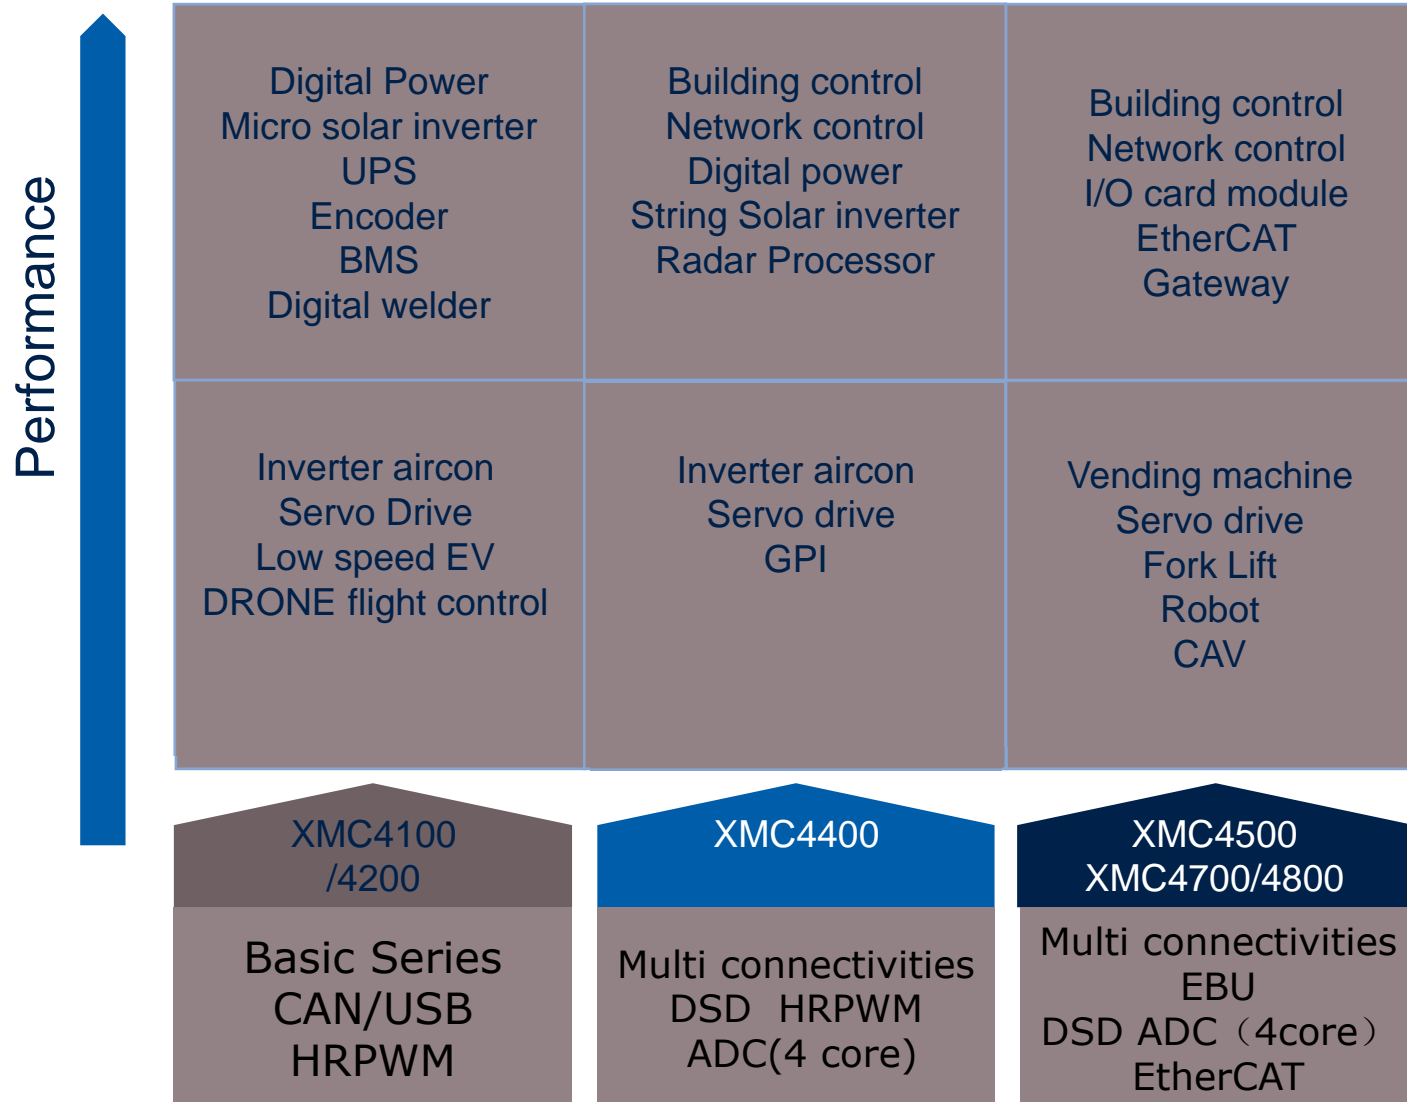 Performance
Digital Power
Micro solar inverter
UPS
Encoder
BMS
Digital welder
Building control
Network control
Digital power
String Solar inverter
Radar Processor
Building control
Network control
I/O card module
EtherCAT
Gateway
Inverter aircon
Servo Drive
Low speed EV
DRONE flight control
Inverter aircon
Servo drive
GPI
Vending machine
Servo drive
Fork Lift
Robot
CAV
XMC4100
/4200
XMC4400
XMC4500
XMC4700/4800
Basic Series
CAN/USB
HRPWM
Multi connectivities
DSD HRPWM
ADC(4 core)
Multi connectivities
EBU
DSD ADC（4core）
EtherCAT